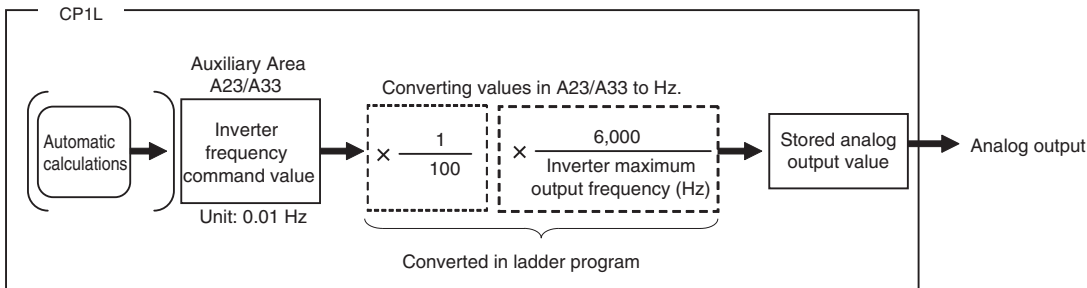 CP1L
Auxiliary Area
A23/A33
Converting values in A23/A33 to Hz.
Automatic
calculations
Inverter
frequency
command value
Unit: 0.01 Hz
× 1
100
× 6,000
Inverter maximum
output frequency (Hz)
Stored analog
output value
Analog output
Converted in ladder program